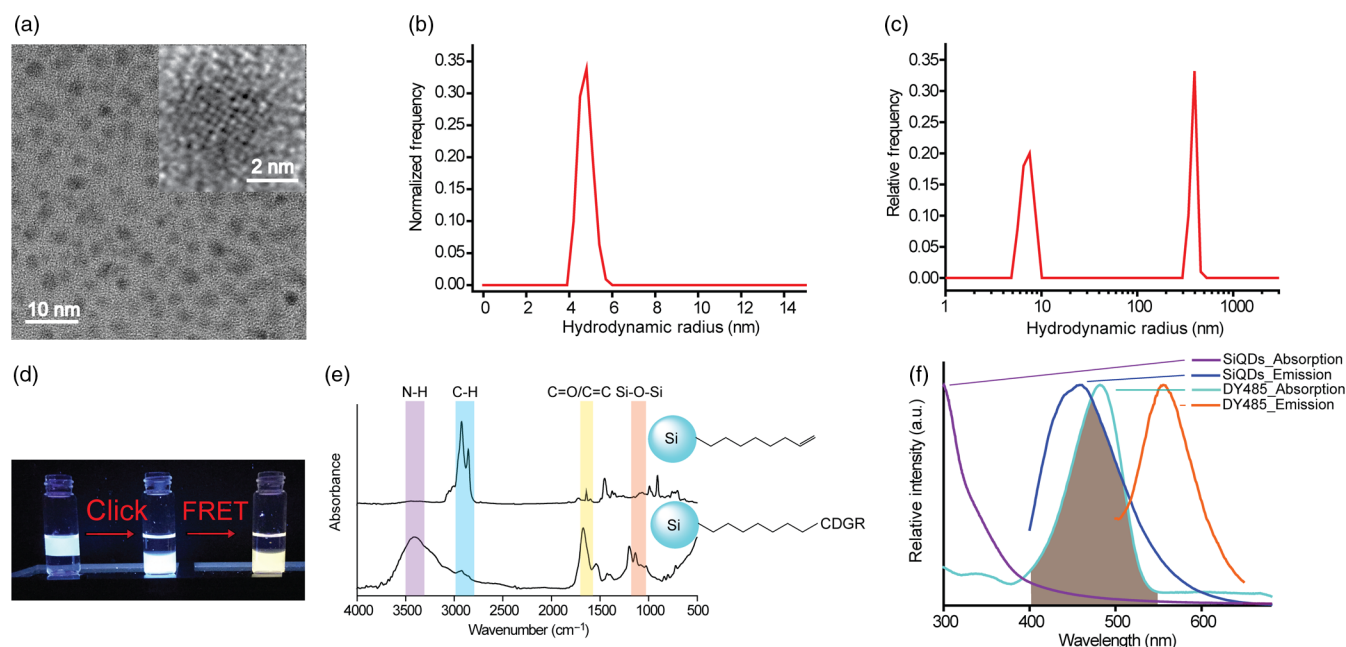 (a)
2 nm
10 nm
(b)
Normalized frequency
0.35
0.30
0.25
0.20
0.15
0.10
0.05
0.00
0 2 4 6 8 10 12 14
Hydrodynamic radius (nm)
(c)
Relative frequency
0.35
0.30
0.25
0.20
0.15
0.10
0.05
0.00
1 10 100 1000
Hydrodynamic radius (nm)
(d)
Click
FRET
(e)
N-H C-H C=O/C=C Si-O-Si
Absorbance
Si
Si CDGR
4000 3500 3000 2500 2000 1500 1000 500
Wavenumber (cm⁻¹)
(f)
SiQDs_Absorption
SiQDs_Emission
DY485_Absorption
DY485_Emission
Relative intensity (a.u.)
300 400 500 600
Wavelength (nm)